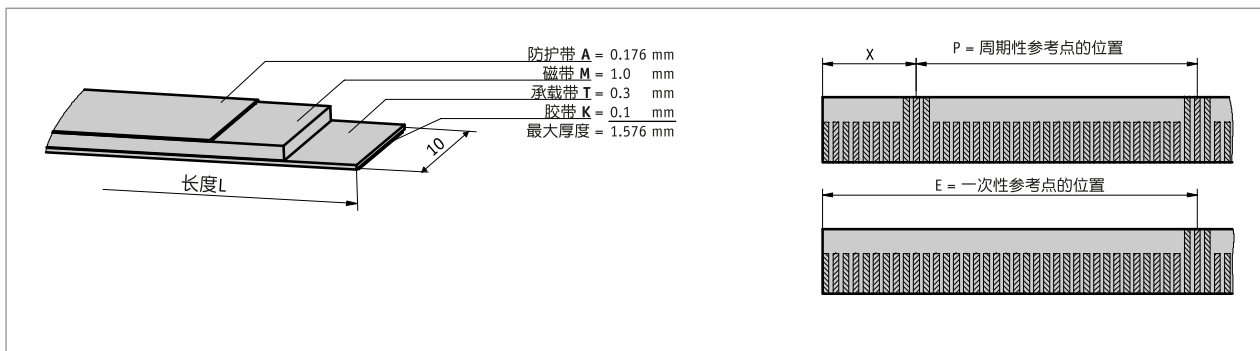 防护带 A = 0.176 mm
磁带 M = 1.0 mm
承载带 T = 0.3 mm
胶带 K = 0.1 mm
最大厚度 = 1.576 mm
10
长度L
X
P = 周期性参考点的位置
E = 一次性参考点的位置